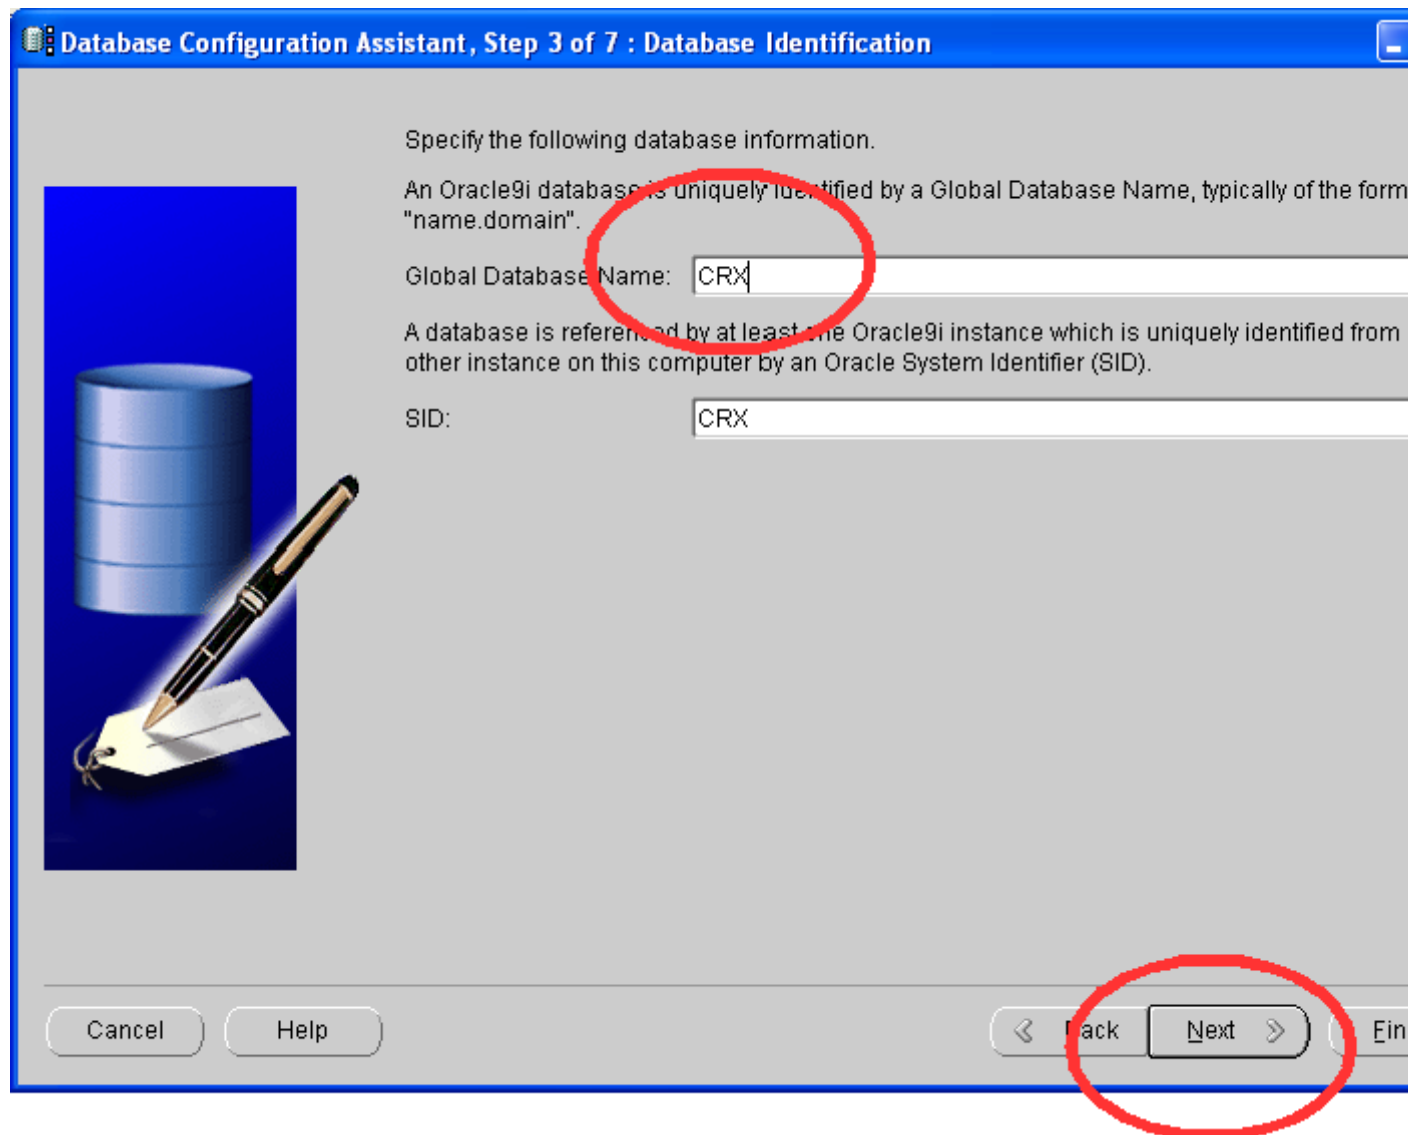 Database Configuration Assistant, Step 3 of 7 : Database Identification
Specify the following database information.
An Oracle9i database is uniquely identified by a Global Database Name, typically of the form
"name.domain".
Global Database Name: CRX
A database is referenced by at least one Oracle9i instance which is uniquely identified from
other instance on this computer by an Oracle System Identifier (SID).
SID: CRX
Cancel Help Back Next